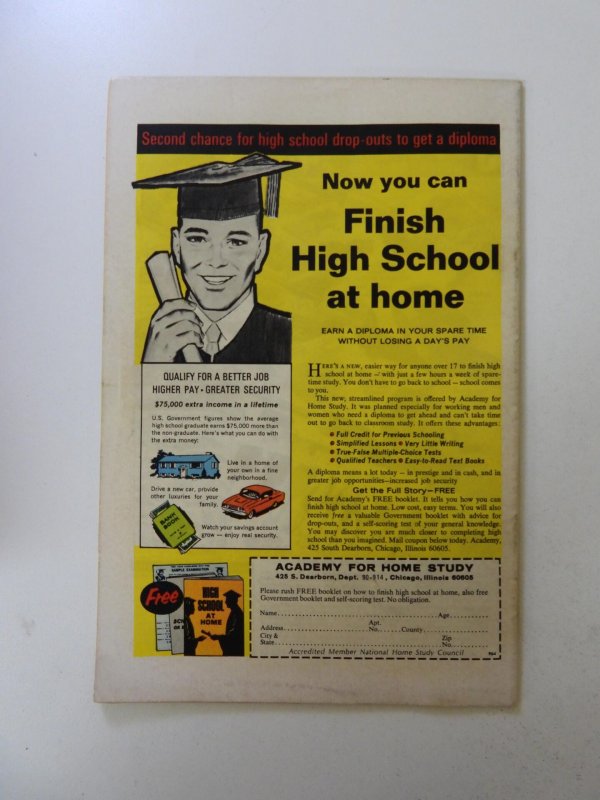 Second chance for high school drop-outs to get a diploma
Now you can
Finish
High School
at home
EARN A DIPLOMA IN YOUR SPARE TIME
WITHOUT LOSING A DAY'S PAY
HERE'S A NEW, easier way for anyone over 17 to finish high
school at home — with just a few hours a week of spare-
time study. You don't have to go back to school — school comes
to you.
This new, streamlined program is offered by Academy for
Home Study. It was planned especially for working men and
women who need a diploma to get ahead and can't take time
out to go back to classroom study. It offers these advantages:
• Full Credit for Previous Schooling
• Simplified Lessons • Very Little Writing
• True-False Multiple-Choice Tests
• Qualified Teachers • Easy-to-Read Text Books
A diploma means a lot today — in prestige and in cash, and in
greater job opportunities—increased job security
Get the Full Story—FREE
Send for Academy's FREE booklet. It tells you how you can
finish high school at home. Low cost, easy terms. You will also
receive free a valuable Government booklet with advice for
drop-outs, and a self-scoring test of your general knowledge.
You may discover you are much closer to completing high
school than you imagined. Mail coupon below today. Academy,
425 South Dearborn, Chicago, Illinois 60605.
QUALIFY FOR A BETTER JOB
HIGHER PAY • GREATER SECURITY
$75,000 extra income in a lifetime
U.S. Government figures show the average
high school graduate earns $75,000 more than
the non-graduate. Here's what you can do with
the extra money:
Live in a home of
your own in a fine
neighborhood.
Drive a new car, provide
other luxuries for your
family.
BANK
BOOK
Watch your savings account
grow — enjoy real security.
SAMPLE EXAMINATION
Free
HIGH
SCHOOL
AT
HOME
ACADEMY FOR HOME STUDY
425 S. Dearborn, Dept. 90-914, Chicago, Illinois 60605
Please rush FREE booklet on how to finish high school at home, also free
Government booklet and self-scoring test. No obligation.
Name Age
Apt.
Address No. County
City & Zip
State No.
Accredited Member National Home Study Council